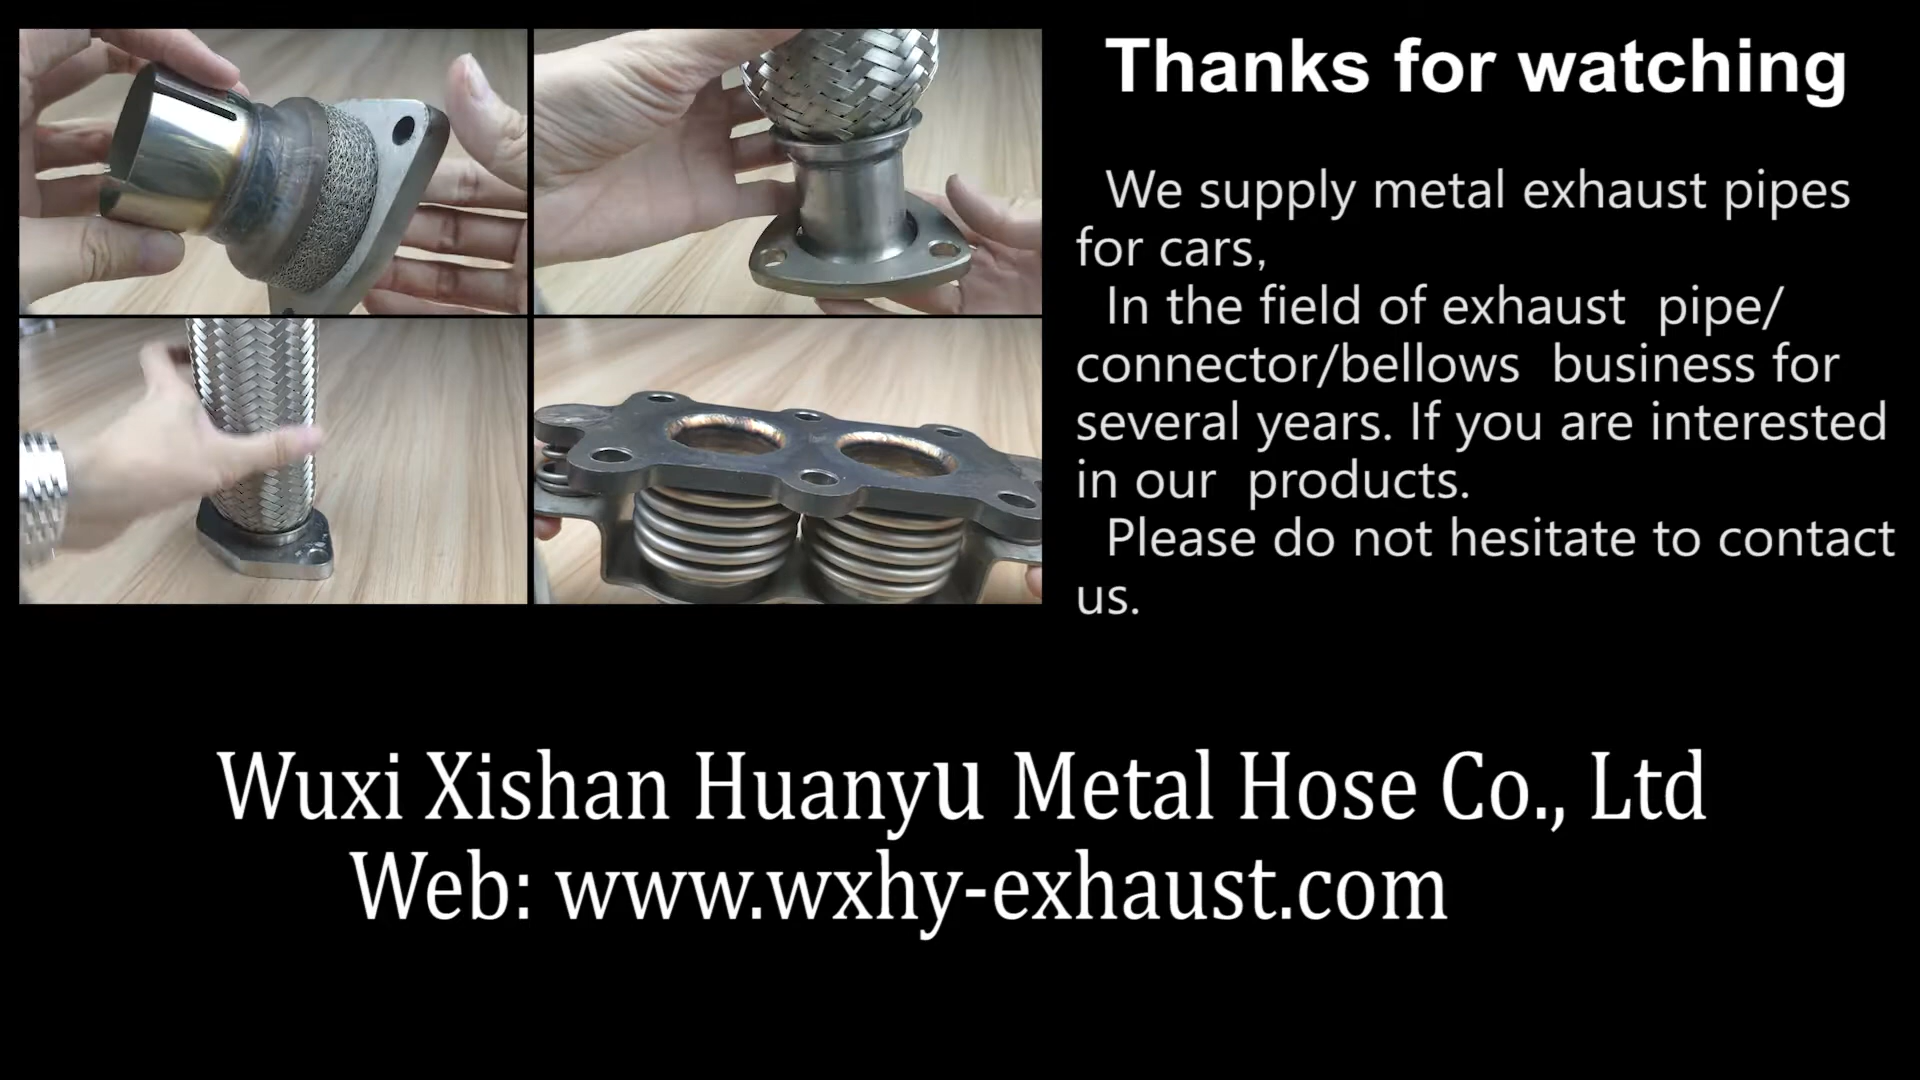 Thanks for watching
We supply metal exhaust pipes
for cars,
In the field of exhaust pipe/
connector/bellows business for
several years. If you are interested
in our products.
Please do not hesitate to contact
us.
Wuxi Xishan Huanyu Metal Hose Co., Ltd
Web: www.wxhy-exhaust.com